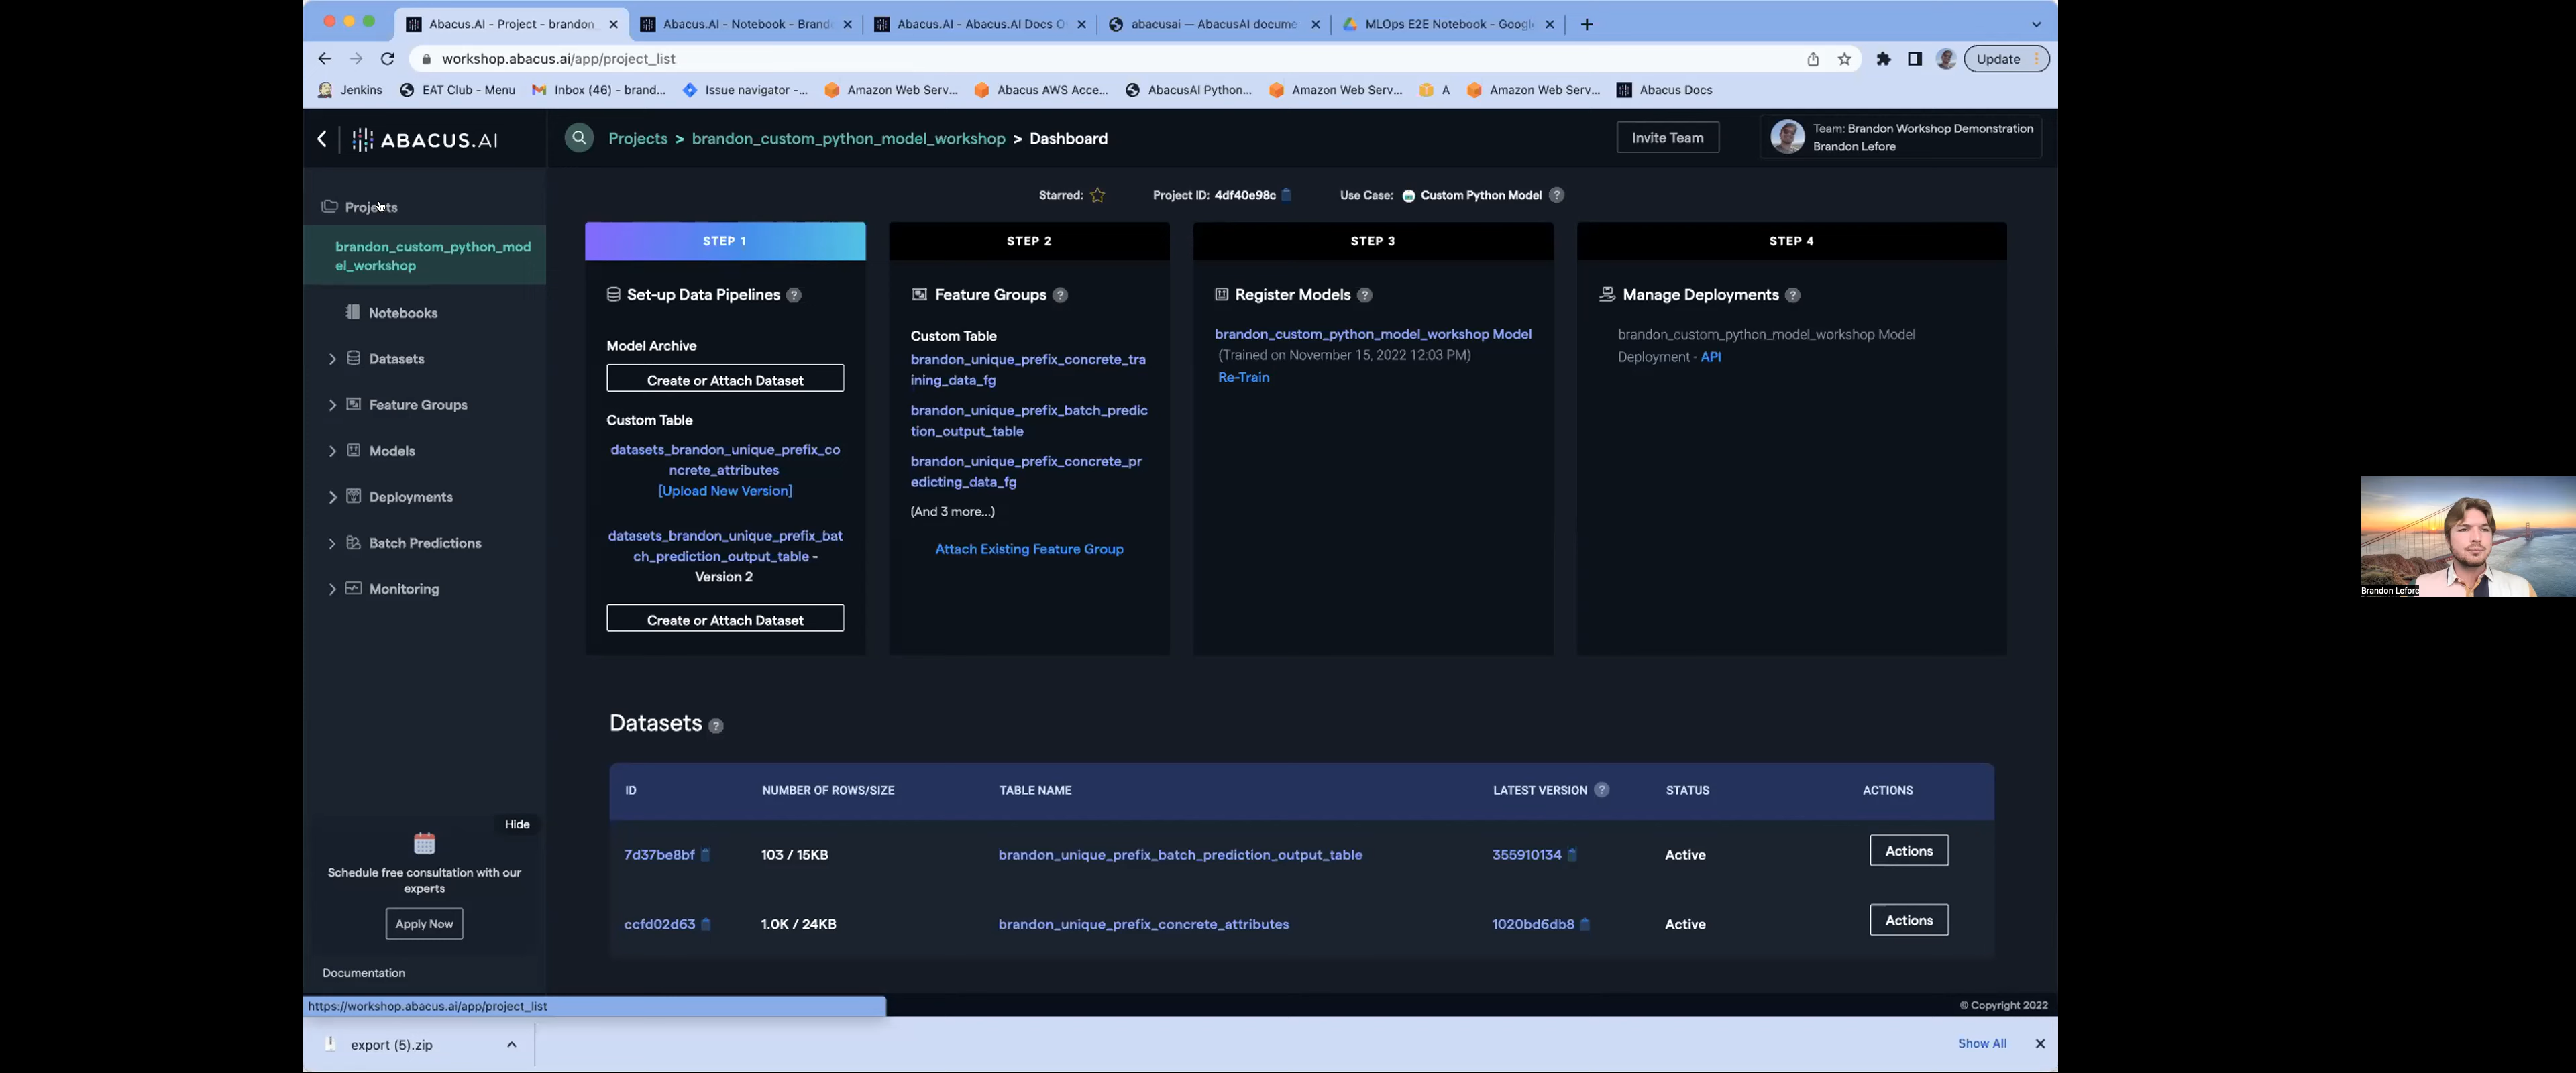 Abacus.AI - Project - brandon
Abacus.AI - Notebook - Brand
Abacus.AI - Abacus.AI Docs O
abacusai — AbacusAI docume
MLOps E2E Notebook - Googl
workshop.abacus.ai/app/project_list
Update
Jenkins
EAT Club - Menu
Inbox (46) - brand...
Issue navigator -...
Amazon Web Serv...
Abacus AWS Acce...
AbacusAI Python...
Amazon Web Serv...
A
Amazon Web Serv...
Abacus Docs
ABACUS.AI
Projects > brandon_custom_python_model_workshop > Dashboard
Invite Team
Team: Brandon Workshop Demonstration
Brandon Lefore
Projects
brandon_custom_python_mod
el_workshop
Notebooks
Datasets
Feature Groups
Models
Deployments
Batch Predictions
Monitoring
Hide
Schedule free consultation with our
experts
Apply Now
Documentation
Starred:
Project ID: 4df40e98c
Use Case: Custom Python Model ?
STEP 1
Set-up Data Pipelines ?
Model Archive
Create or Attach Dataset
Custom Table
datasets_brandon_unique_prefix_co
ncrete_attributes
[Upload New Version]
datasets_brandon_unique_prefix_bat
ch_prediction_output_table -
Version 2
Create or Attach Dataset
STEP 2
Feature Groups ?
Custom Table
brandon_unique_prefix_concrete_tra
ining_data_fg
brandon_unique_prefix_batch_predic
tion_output_table
brandon_unique_prefix_concrete_pr
edicting_data_fg
(And 3 more...)
Attach Existing Feature Group
STEP 3
Register Models ?
brandon_custom_python_model_workshop Model
(Trained on November 15, 2022 12:03 PM)
Re-Train
STEP 4
Manage Deployments ?
brandon_custom_python_model_workshop Model
Deployment - API
Datasets ?
ID NUMBER OF ROWS/SIZE TABLE NAME LATEST VERSION ? STATUS ACTIONS
7d37be8bf 103 / 15KB brandon_unique_prefix_batch_prediction_output_table 355910134 Active Actions
ccfd02d63 1.0K / 24KB brandon_unique_prefix_concrete_attributes 1020bd6db8 Active Actions
https://workshop.abacus.ai/app/project_list
© Copyright 2022
export (5).zip
Show All
Brandon Lefore